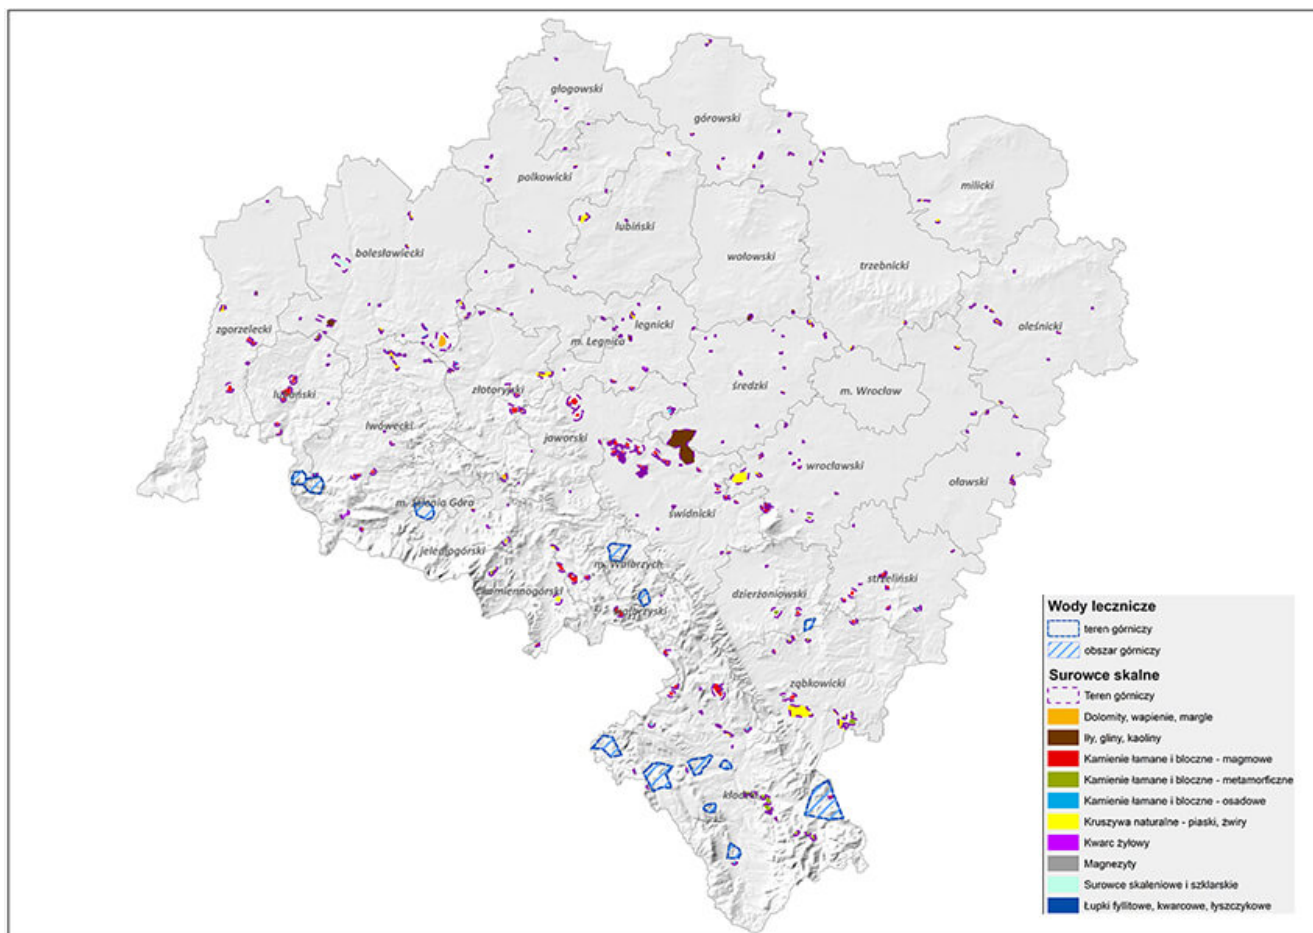 głogowski
górowski
polkowicki
milicki
lubiński
bolesławiecki
wołowski
trzebnicki
zgorzelecki
legnicki
oleśnicki
m. Legnica
średzki
m. Wrocław
złotoryjski
lubański
lwówecki
jaworski
wrocławski
oławski
m. Jelenia Góra
świdnicki
jeleniogórski
m. Wałbrzych
strzeliński
kamiennogórski
dzierżoniowski
wałbrzyski
ząbkowicki
kłodzki
Wody lecznicze
teren górniczy
obszar górniczy
Surowce skalne
Teren górniczy
Dolomity, wapienie, margle
Iły, gliny, kaoliny
Kamienie łamane i bloczne - magmowe
Kamienie łamane i bloczne - metamorficzne
Kamienie łamane i bloczne - osadowe
Kruszywa naturalne - piaski, żwiry
Kwarc żyłowy
Magnezyty
Surowce skaleniowe i szklarskie
Łupki fyllitowe, kwarcowe, łyszczykowe